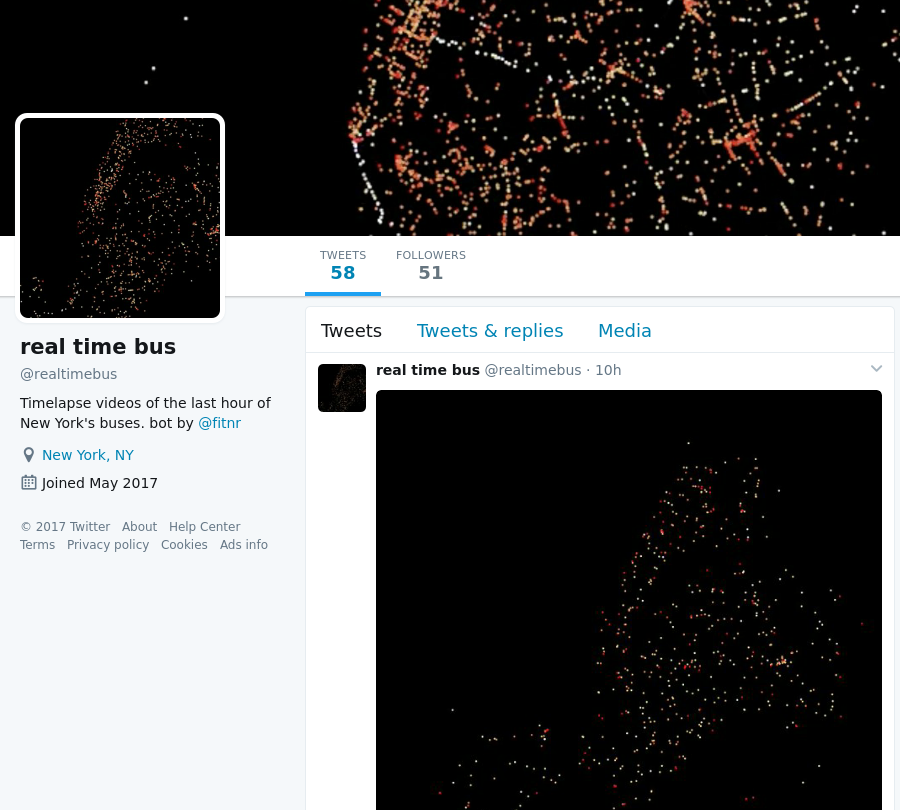 TWEETS
58
FOLLOWERS
51
real time bus
@realtimebus
Timelapse videos of the last hour of
New York's buses. bot by @fitnr
New York, NY
Joined May 2017
© 2017 Twitter About Help Center
Terms Privacy policy Cookies Ads info
Tweets Tweets & replies Media
real time bus @realtimebus · 10h